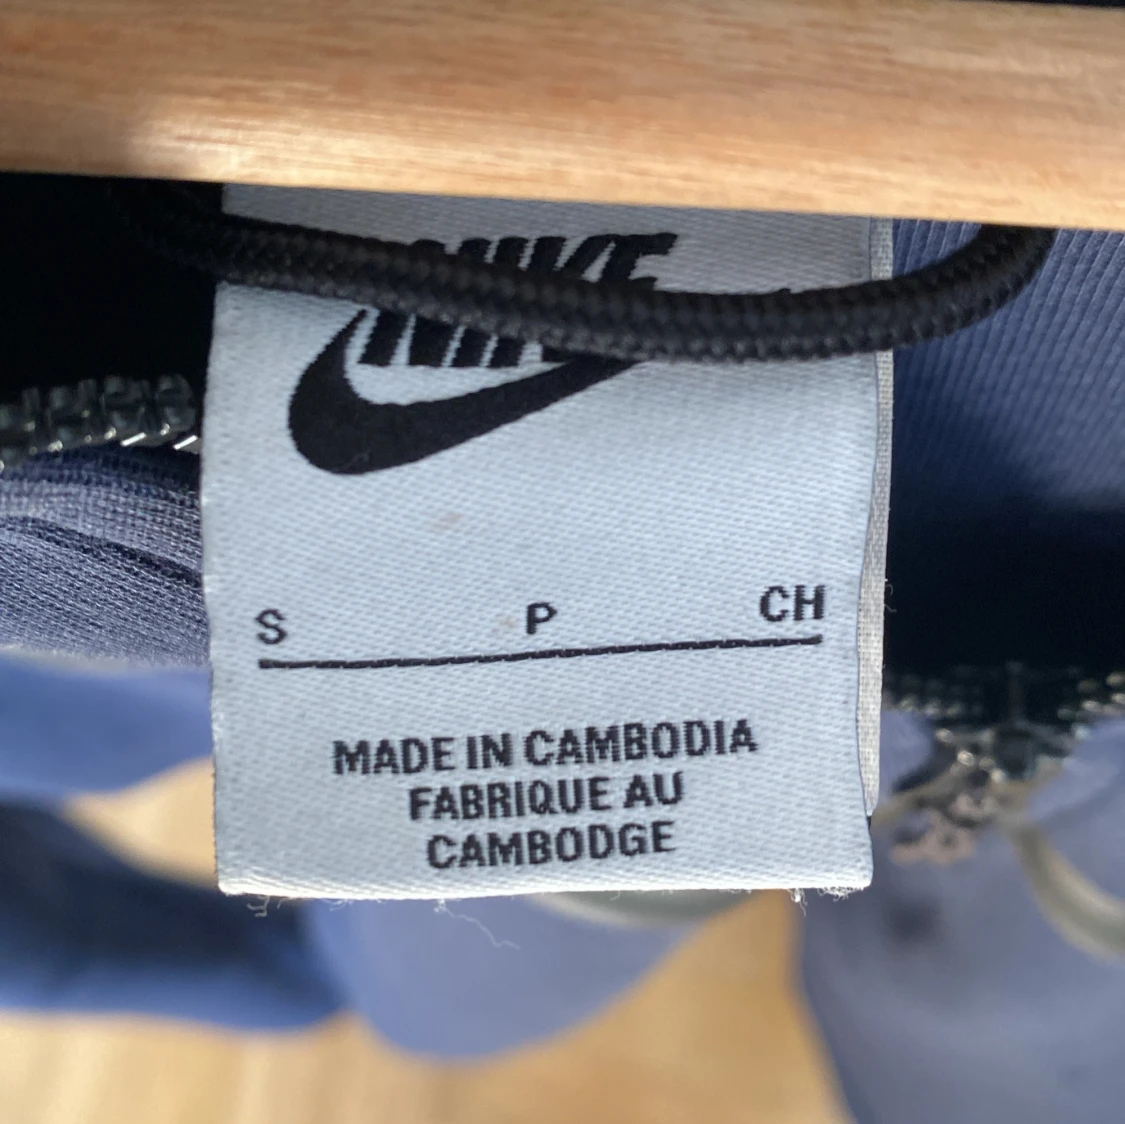 NIKE
S P CH
MADE IN CAMBODIA
FABRIQUE AU
CAMBODGE